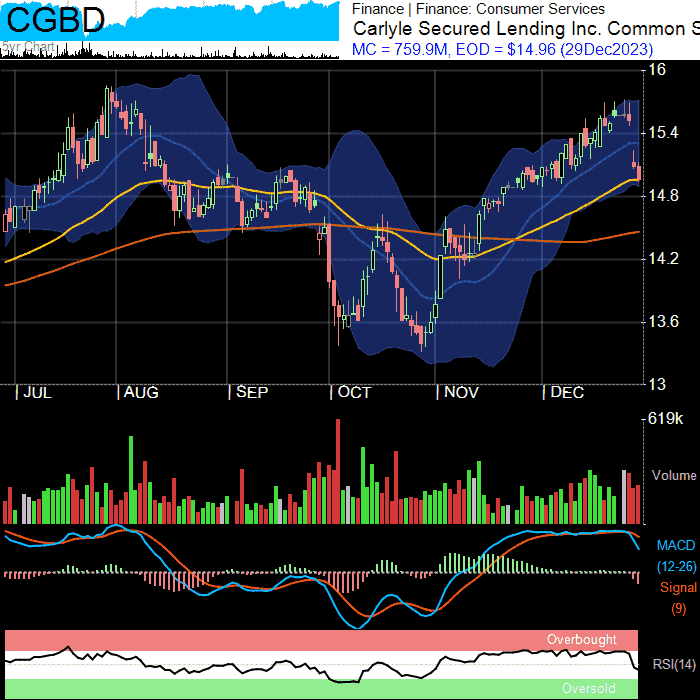 CGBD
5yr Chart
Finance | Finance: Consumer Services
Carlyle Secured Lending Inc. Common S
MC = 759.9M, EOD = $14.96 (29Dec2023)
16
15.4
14.8
14.2
13.6
13
| JUL | AUG | SEP | OCT | NOV | DEC
619k
Volume
MACD
(12-26)
Signal
(9)
Overbought
RSI(14)
Oversold